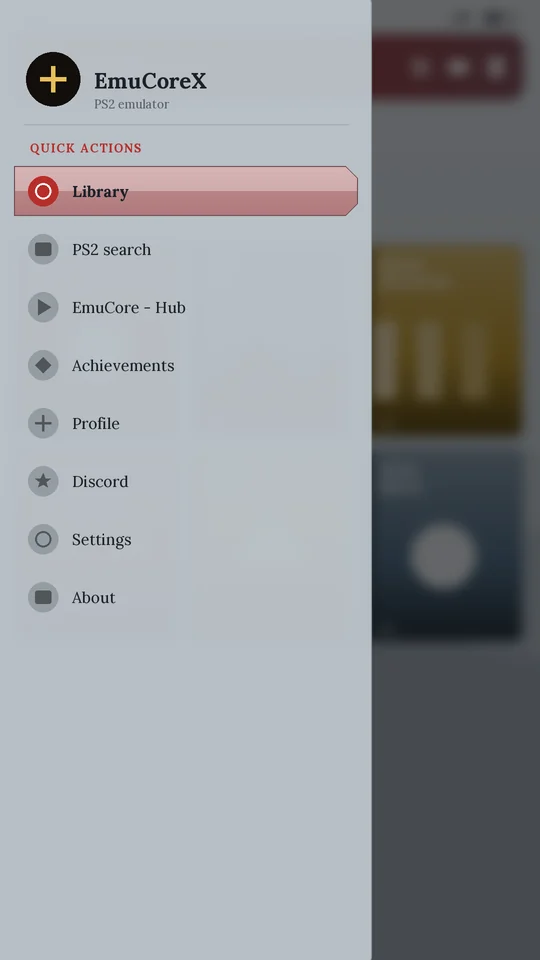 EmuCoreX
PS2 emulator
QUICK ACTIONS
Library
PS2 search
EmuCore - Hub
Achievements
Profile
Discord
Settings
About